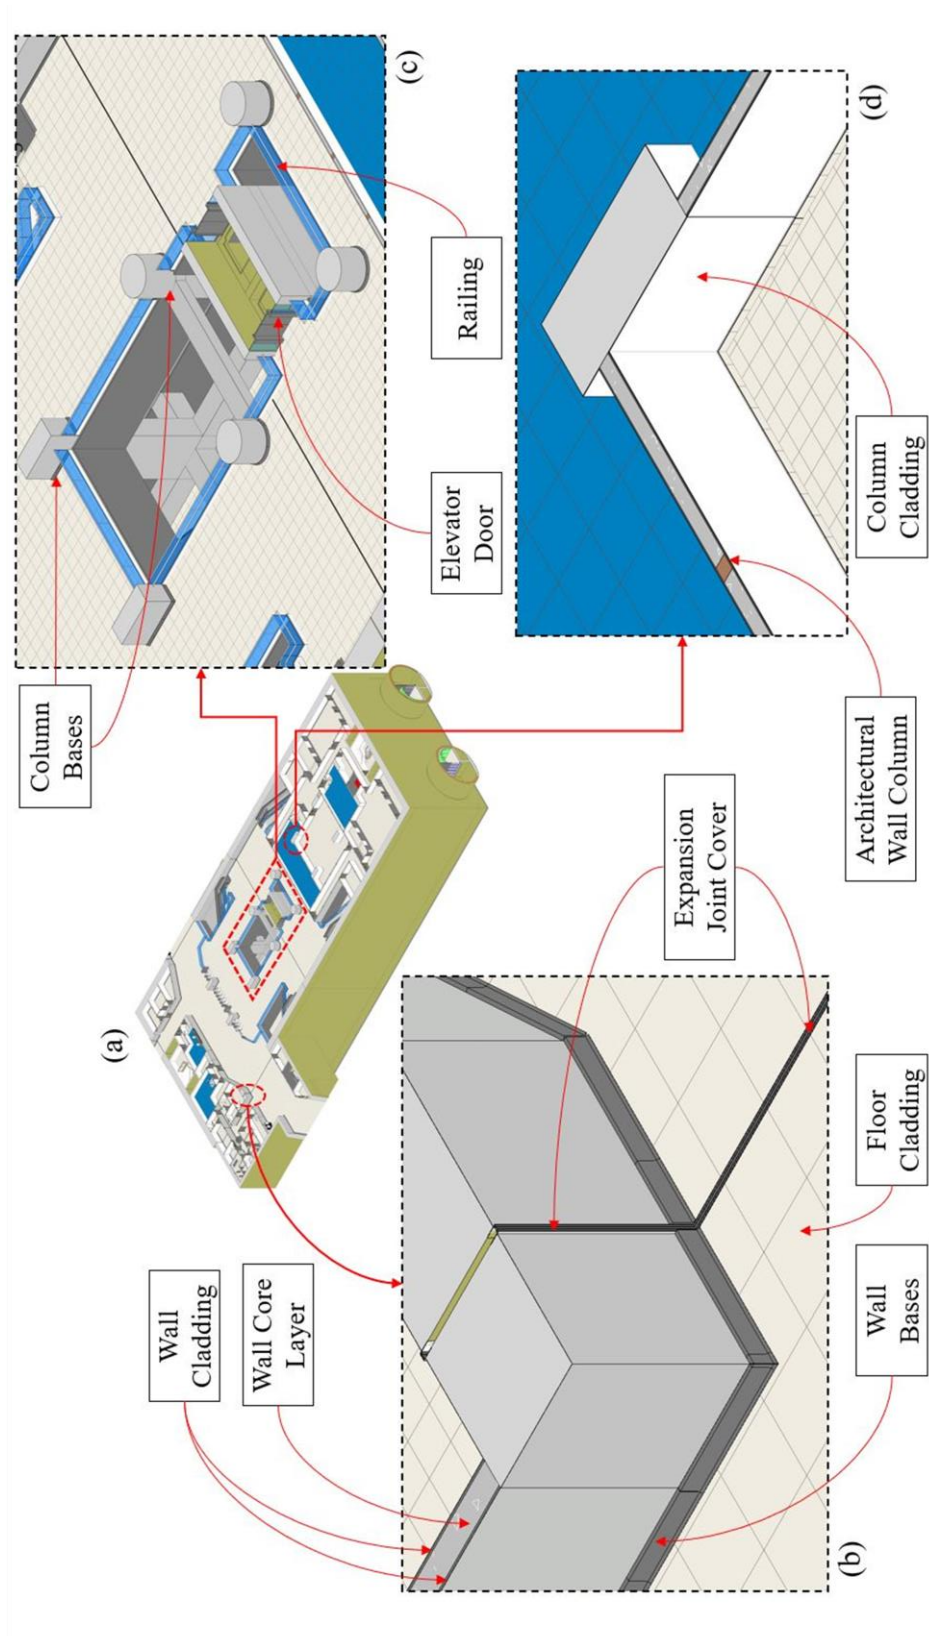 (a)
Wall
Cladding
Wall Core
Layer
Column
Bases
(c)
Elevator
Door
Railing
(b)
Wall
Bases
Floor
Cladding
Expansion
Joint Cover
Architectural
Wall Column
Column
Cladding
(d)